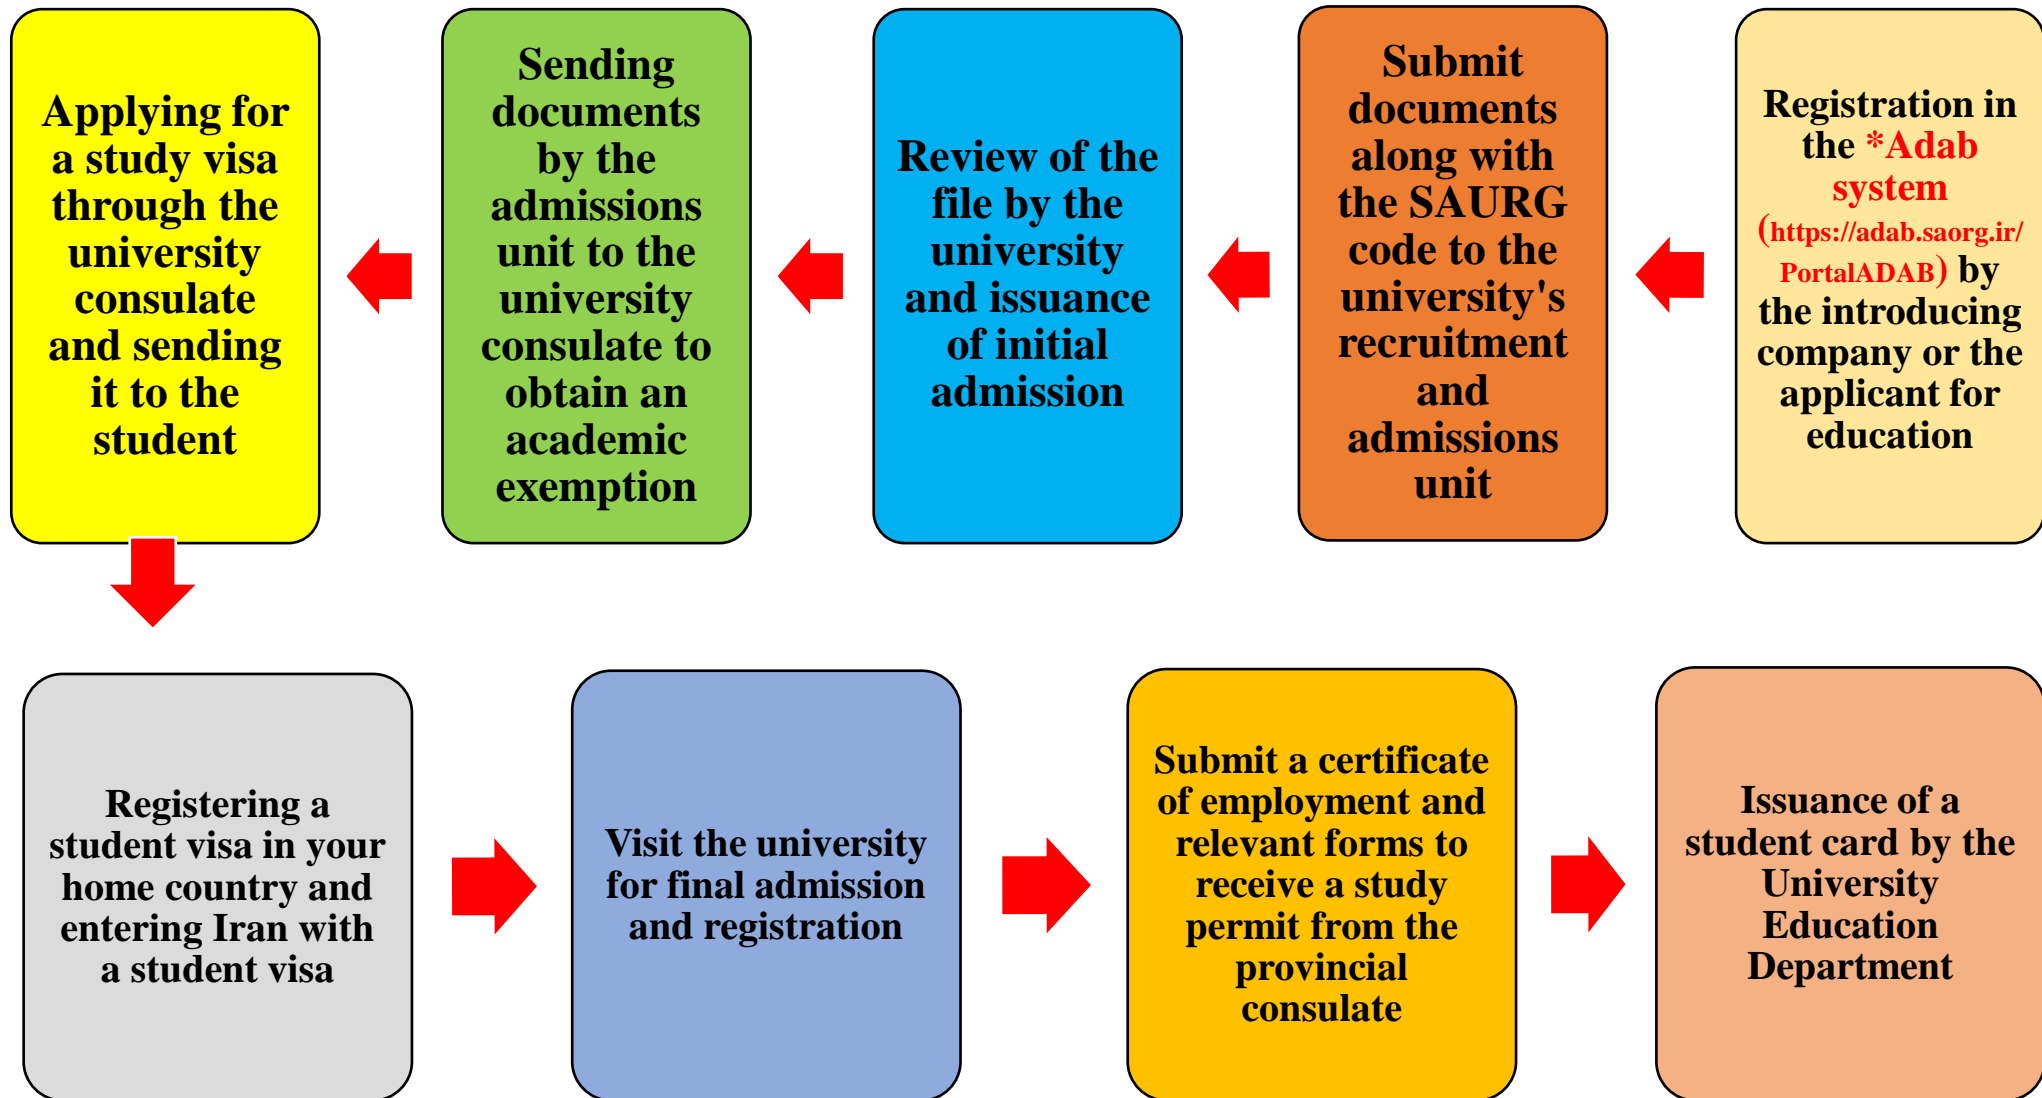 Registration in
the *Adab
system
(https://adab.saorg.ir/
PortalADAB) by
the introducing
company or the
applicant for
education
Submit
documents
along with
the SAURG
code to the
university's
recruitment
and
admissions
unit
Review of the
file by the
university
and issuance
of initial
admission
Sending
documents
by the
admissions
unit to the
university
consulate to
obtain an
academic
exemption
Applying for
a study visa
through the
university
consulate
and sending
it to the
student
Registering a
student visa in your
home country and
entering Iran with
a student visa
Visit the university
for final admission
and registration
Submit a certificate
of employment and
relevant forms to
receive a study
permit from the
provincial
consulate
Issuance of a
student card by the
University
Education
Department